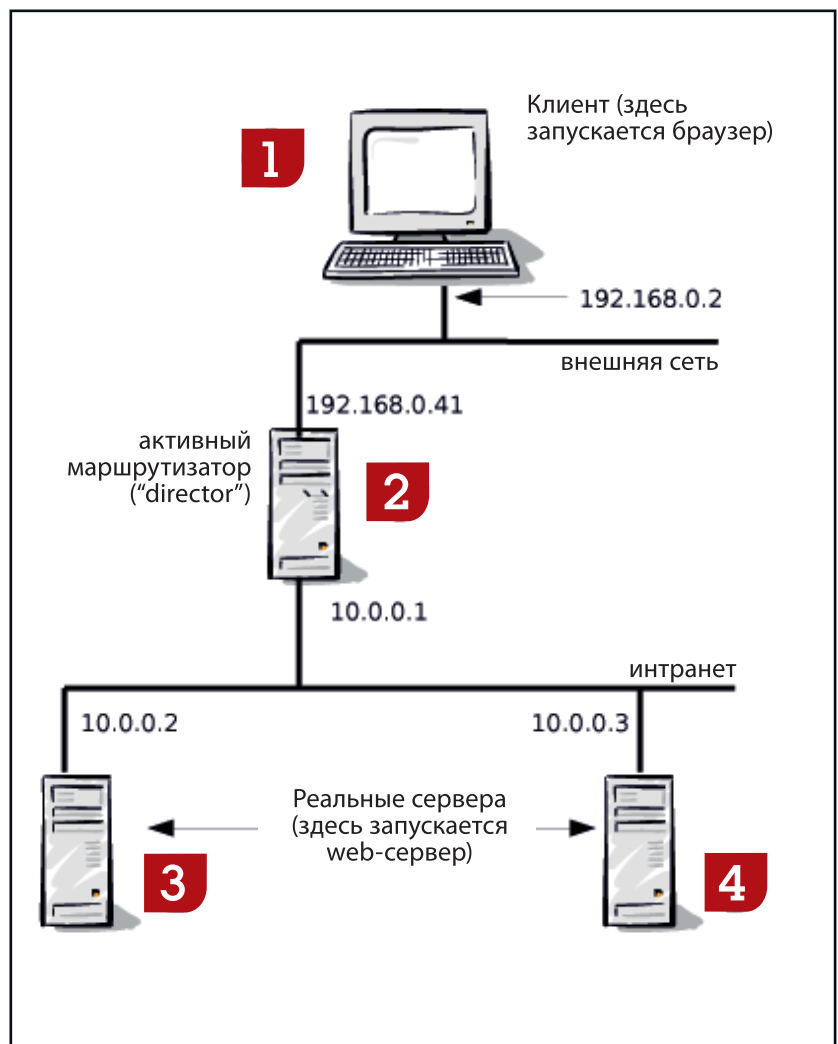 Клиент (здесь
запускается браузер)
1
192.168.0.2
внешняя сеть
192.168.0.41
активный
маршрутизатор
(“director”)
2
10.0.0.1
интранет
10.0.0.2
10.0.0.3
Реальные сервера
(здесь запускается
web-сервер)
3
4